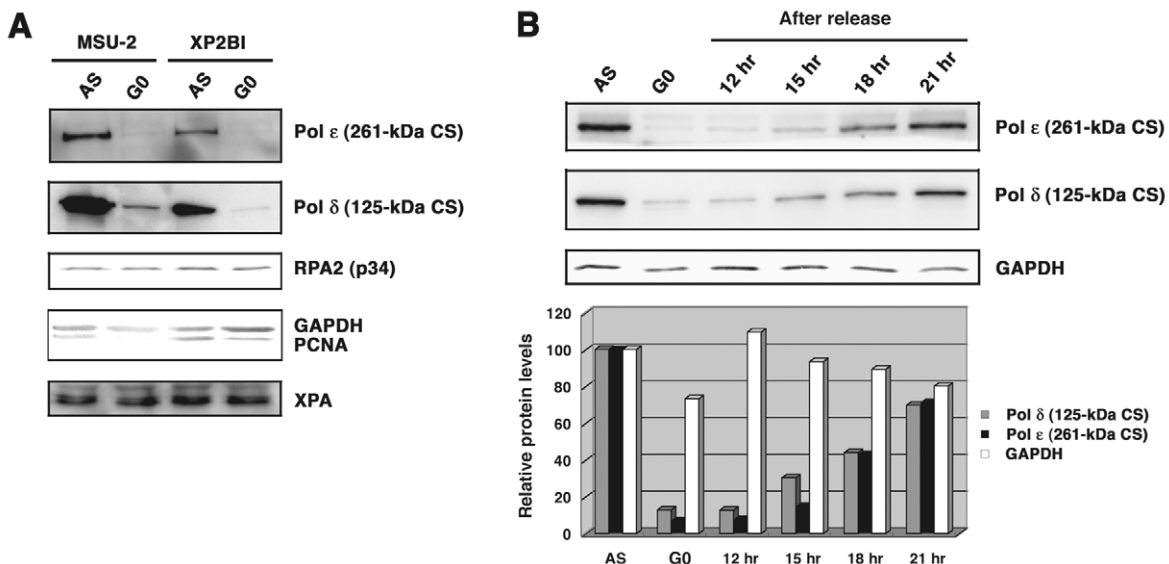 A
MSU-2 XP2BI
AS G0 AS G0
Pol ε (261-kDa CS)
Pol δ (125-kDa CS)
RPA2 (p34)
GAPDH
PCNA
XPA
B
After release
AS G0 12 hr 15 hr 18 hr 21 hr
Pol ε (261-kDa CS)
Pol δ (125-kDa CS)
GAPDH
Relative protein levels
120
100
80
60
40
20
0
AS G0 12 hr 15 hr 18 hr 21 hr
Pol δ (125-kDa CS)
Pol ε (261-kDa CS)
GAPDH